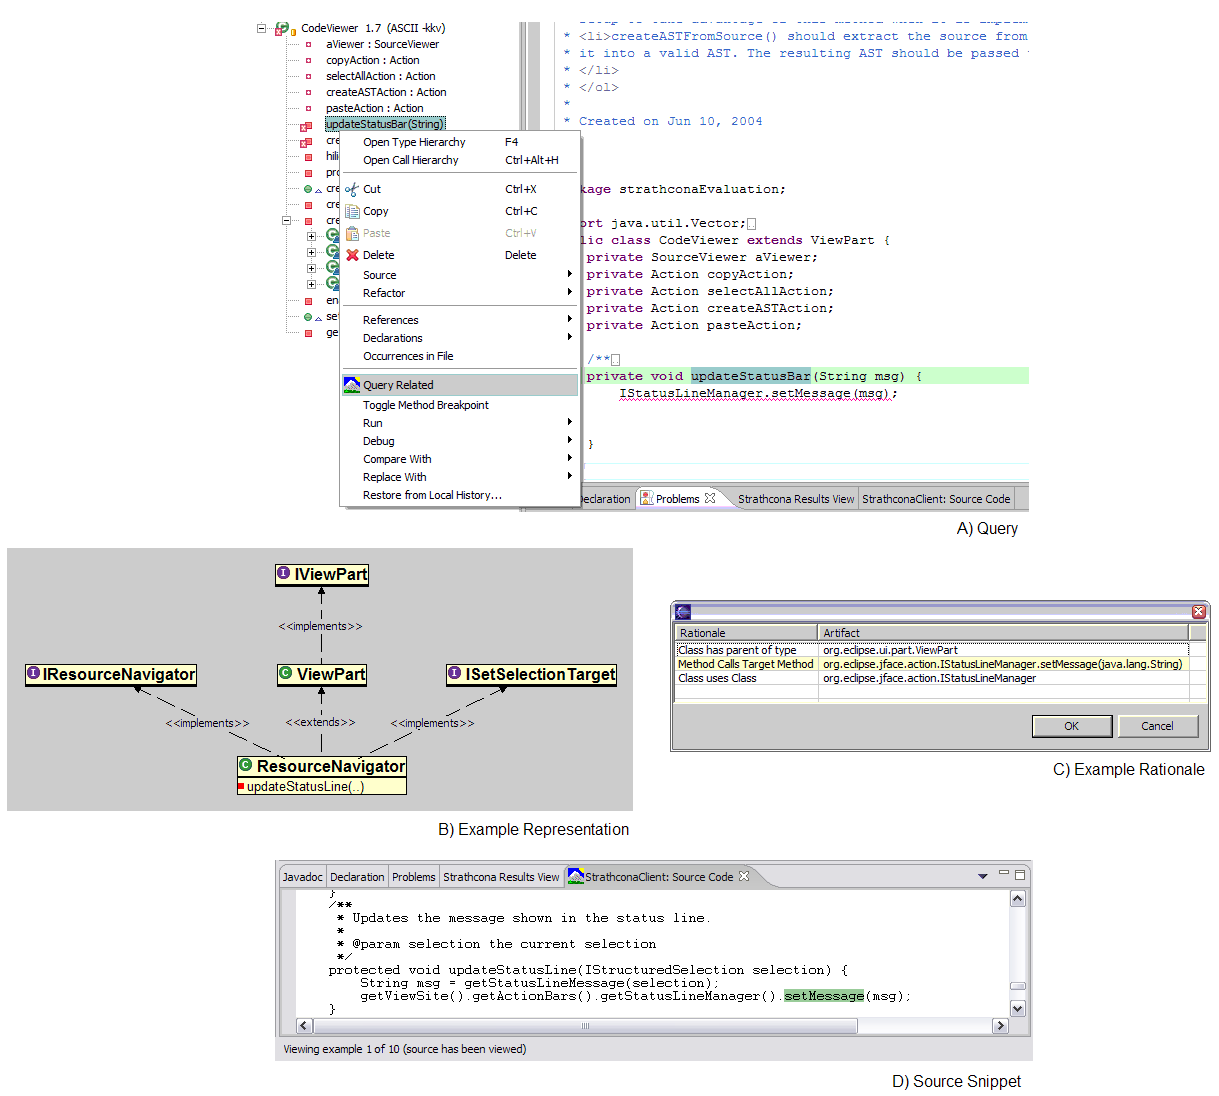 CodeViewer 1.7 (ASCII -kkv)
aViewer : SourceViewer
copyAction : Action
selectAllAction : Action
createASTAction : Action
pasteAction : Action
updateStatusBar(String)
cre
hili
pro
cre
cre
cre
en
set
ge
Open Type Hierarchy F4
Open Call Hierarchy Ctrl+Alt+H
Cut Ctrl+X
Copy Ctrl+C
Paste Ctrl+V
Delete Delete
Source
Refactor
References
Declarations
Occurrences in File
Query Related
Toggle Method Breakpoint
Run
Debug
Compare With
Replace With
Restore from Local History...
* <li>createASTFromSource() should extract the source from
* it into a valid AST. The resulting AST should be passed
* </li>
* </ol>
*
* Created on Jun 10, 2004
kage strathconaEvaluation;
ort java.util.Vector;
lic class CodeViewer extends ViewPart {
private SourceViewer aViewer;
private Action copyAction;
private Action selectAllAction;
private Action createASTAction;
private Action pasteAction;
/**
private void updateStatusBar(String msg) {
IStatusLineManager.setMessage(msg);
}
Declaration Problems Strathcona Results View StrathconaClient: Source Code
A) Query
I IViewPart
<<implements>>
I IResourceNavigator
C ViewPart
I ISetSelectionTarget
<<implements>>
<<extends>>
<<implements>>
C ResourceNavigator
updateStatusLine(..)
B) Example Representation
Rationale Artifact
Class has parent of type org.eclipse.ui.part.ViewPart
Method Calls Target Method org.eclipse.jface.action.IStatusLineManager.setMessage(java.lang.String)
Class uses Class org.eclipse.jface.action.IStatusLineManager
OK Cancel
C) Example Rationale
Javadoc Declaration Problems Strathcona Results View StrathconaClient: Source Code
}
/**
* Updates the message shown in the status line.
*
* @param selection the current selection
*/
protected void updateStatusLine(IStructuredSelection selection) {
String msg = getStatusLineMessage(selection);
getViewSite().getActionBars().getStatusLineManager().setMessage(msg);
}
Viewing example 1 of 10 (source has been viewed)
D) Source Snippet